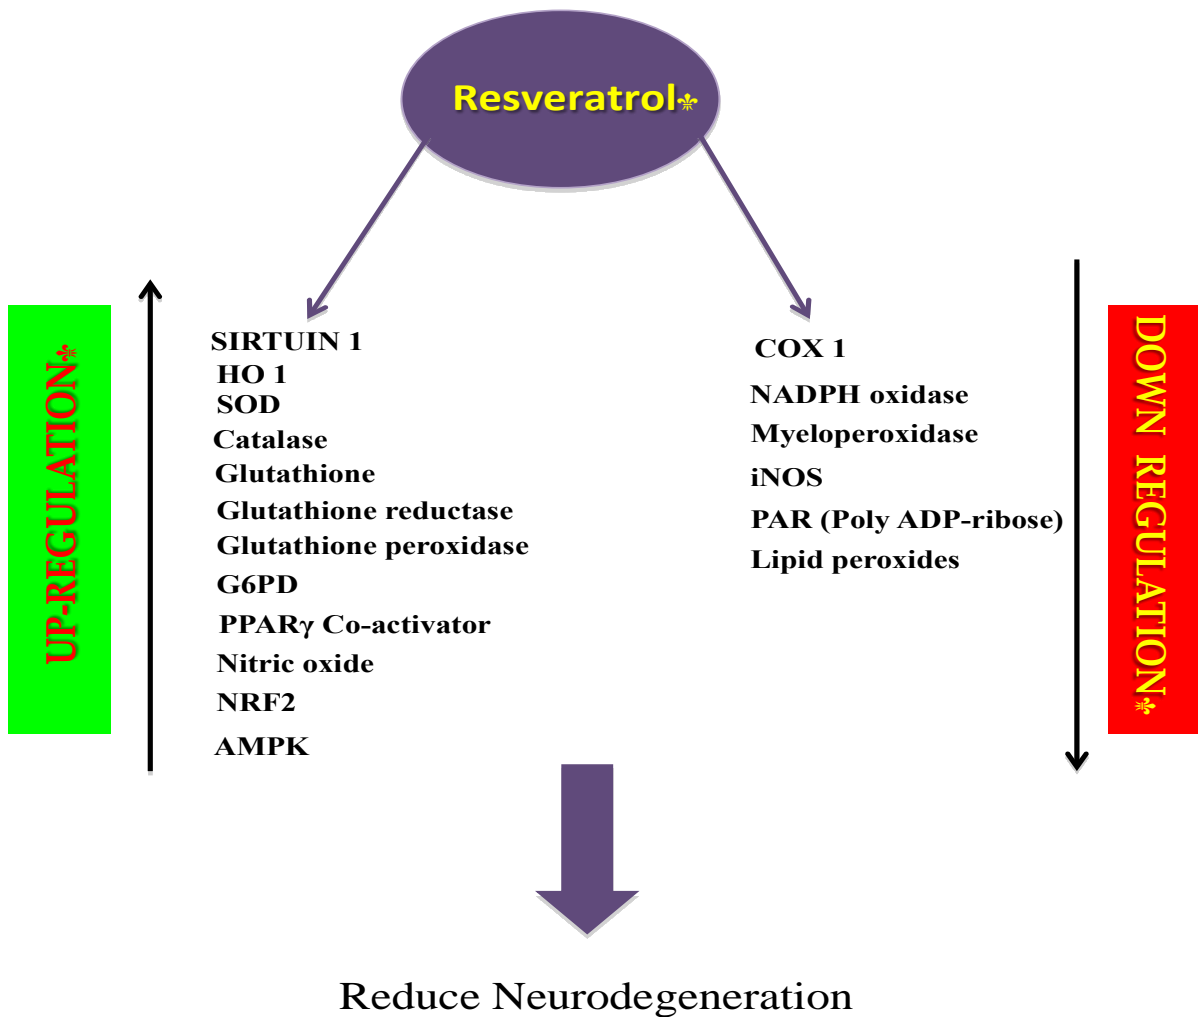 Resveratrol
UP-REGULATION
SIRTUIN 1
HO 1
SOD
Catalase
Glutathione
Glutathione reductase
Glutathione peroxidase
G6PD
PPARγ Co-activator
Nitric oxide
NRF2
AMPK
COX 1
NADPH oxidase
Myeloperoxidase
iNOS
PAR (Poly ADP-ribose)
Lipid peroxides
DOWN REGULATION
Reduce Neurodegeneration